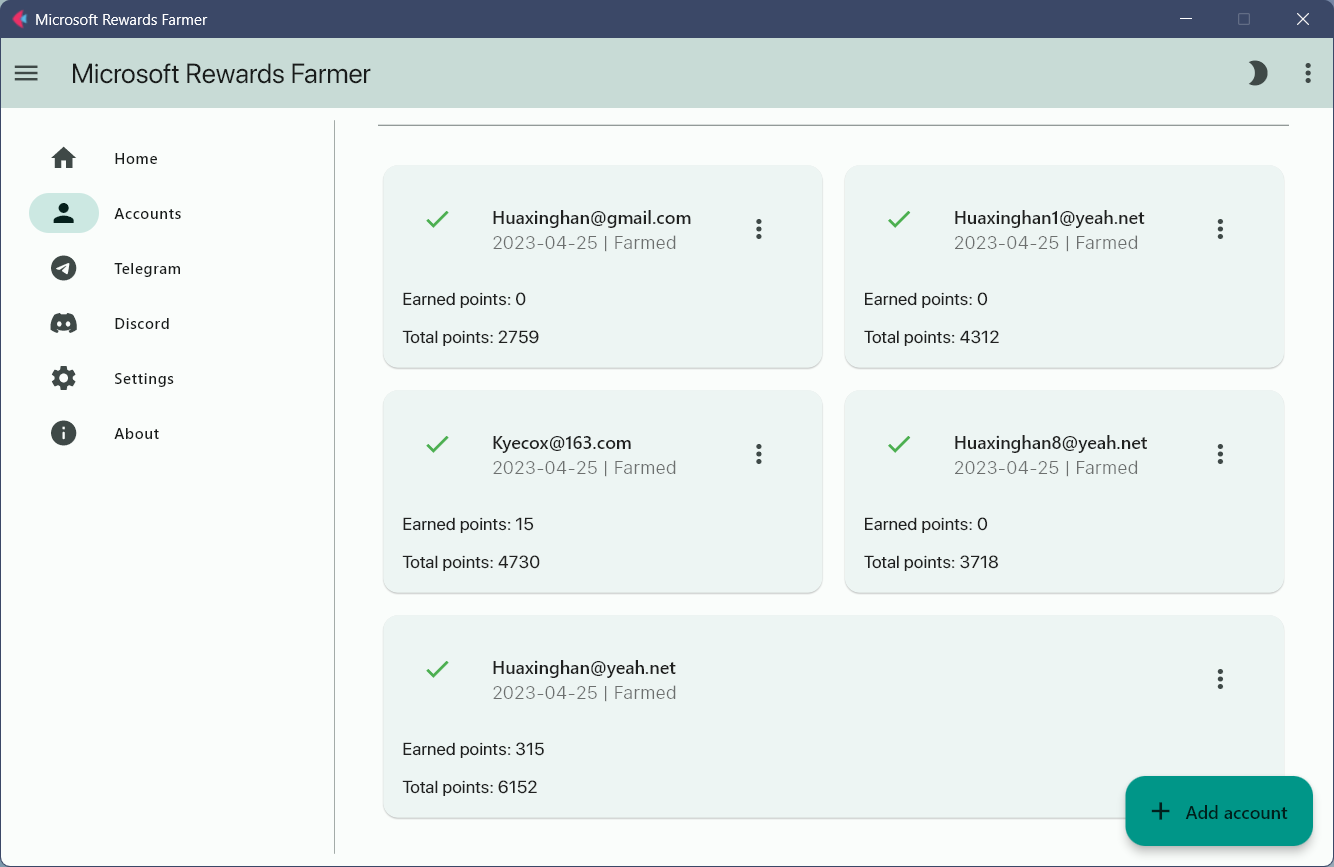 Microsoft Rewards Farmer
Microsoft Rewards Farmer
Home
Accounts
Telegram
Discord
Settings
About
Huaxinghan@gmail.com
2023-04-25 | Farmed
Earned points: 0
Total points: 2759
Huaxinghan1@yeah.net
2023-04-25 | Farmed
Earned points: 0
Total points: 4312
Kyecox@163.com
2023-04-25 | Farmed
Earned points: 15
Total points: 4730
Huaxinghan8@yeah.net
2023-04-25 | Farmed
Earned points: 0
Total points: 3718
Huaxinghan@yeah.net
2023-04-25 | Farmed
Earned points: 315
Total points: 6152
Add account